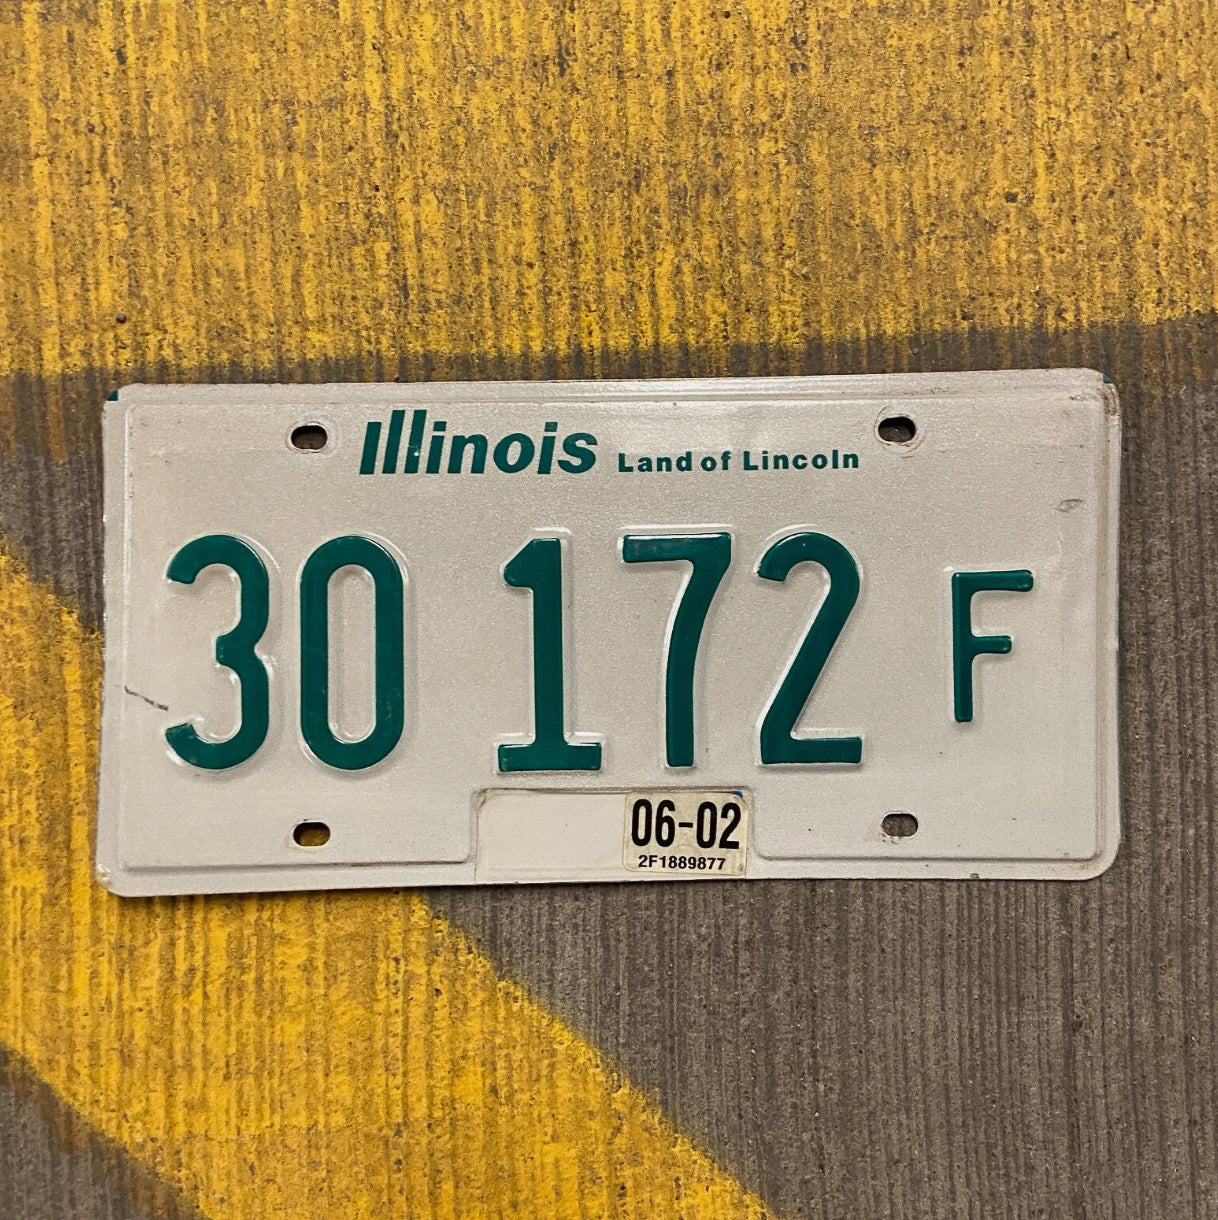 Illinois Land of Lincoln
30 172 F
06-02
2F1889877